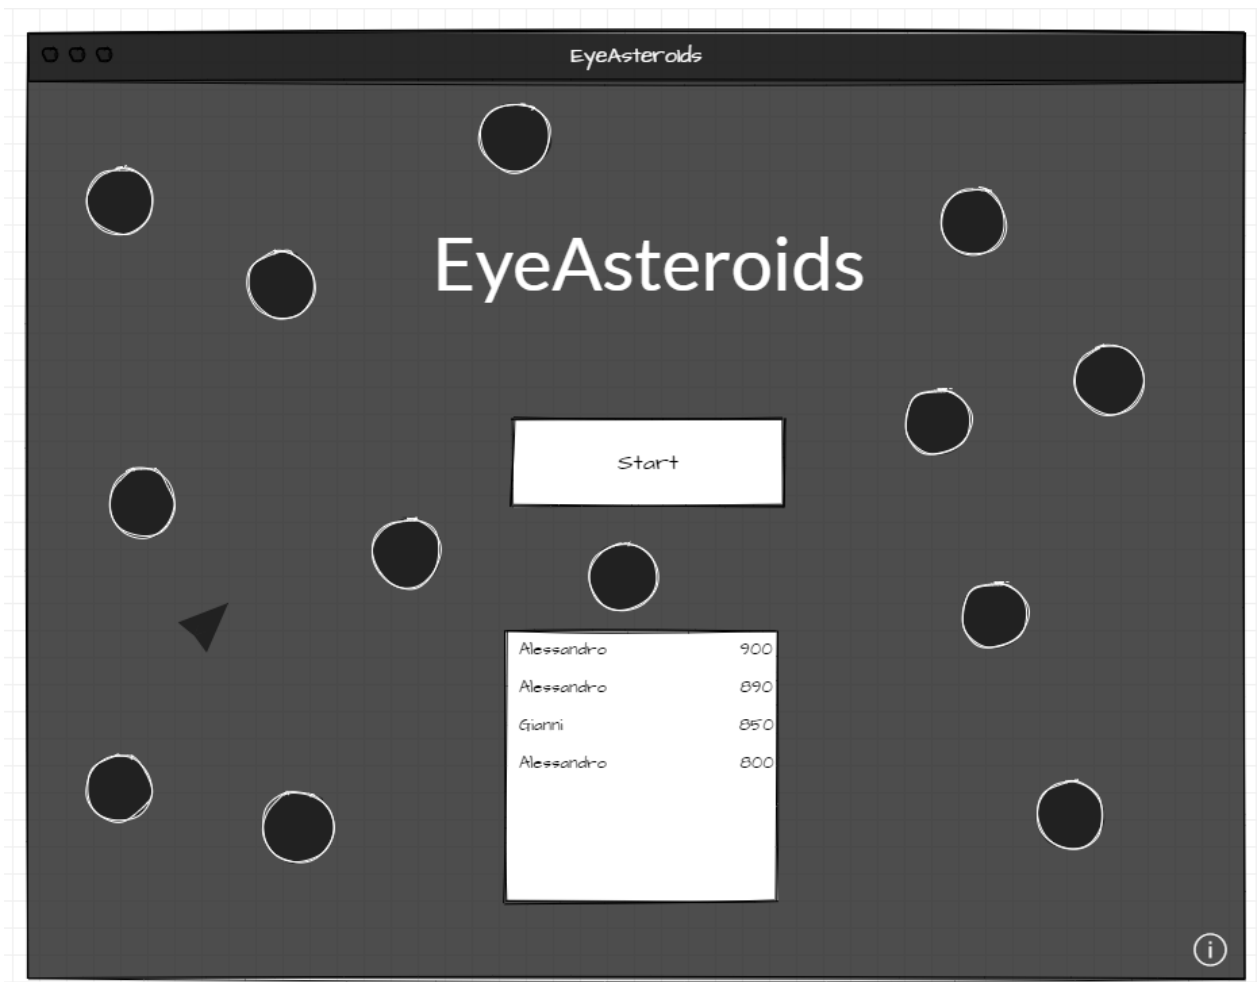 EyeAsteroids
EyeAsteroids
Start
Alessandro 900
Alessandro 890
Gianni 850
Alessandro 800
i